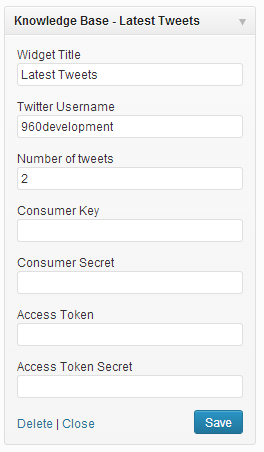 Knowledge Base - Latest Tweets
Widget Title
Latest Tweets
Twitter Username
960development
Number of tweets
2
Consumer Key
Consumer Secret
Access Token
Access Token Secret
Delete | Close Save